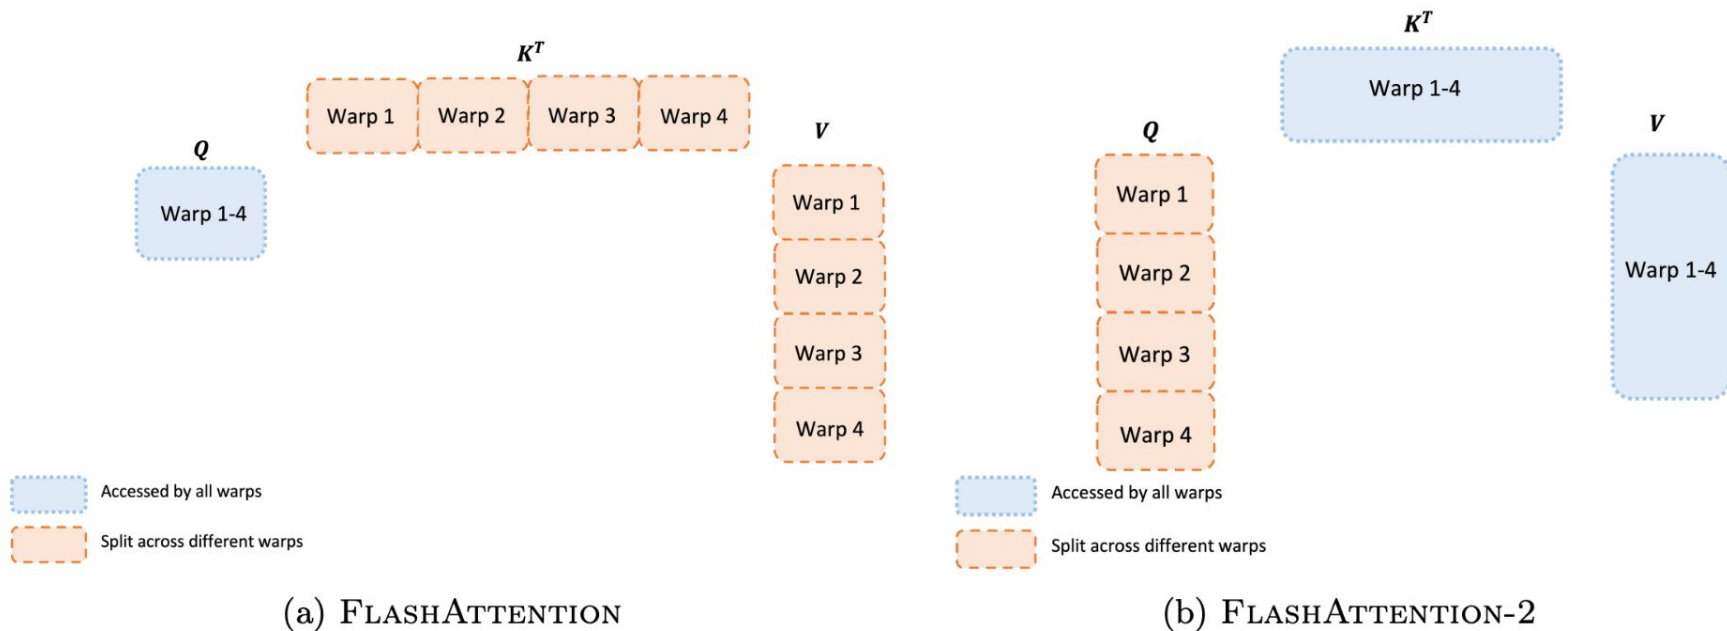 K^T
Warp 1 Warp 2 Warp 3 Warp 4
Q
Warp 1-4
V
Warp 1
Warp 2
Warp 3
Warp 4
Accessed by all warps
Split across different warps
(a) FLASHATTENTION
K^T
Warp 1-4
Q
Warp 1
Warp 2
Warp 3
Warp 4
V
Warp 1-4
Accessed by all warps
Split across different warps
(b) FLASHATTENTION-2